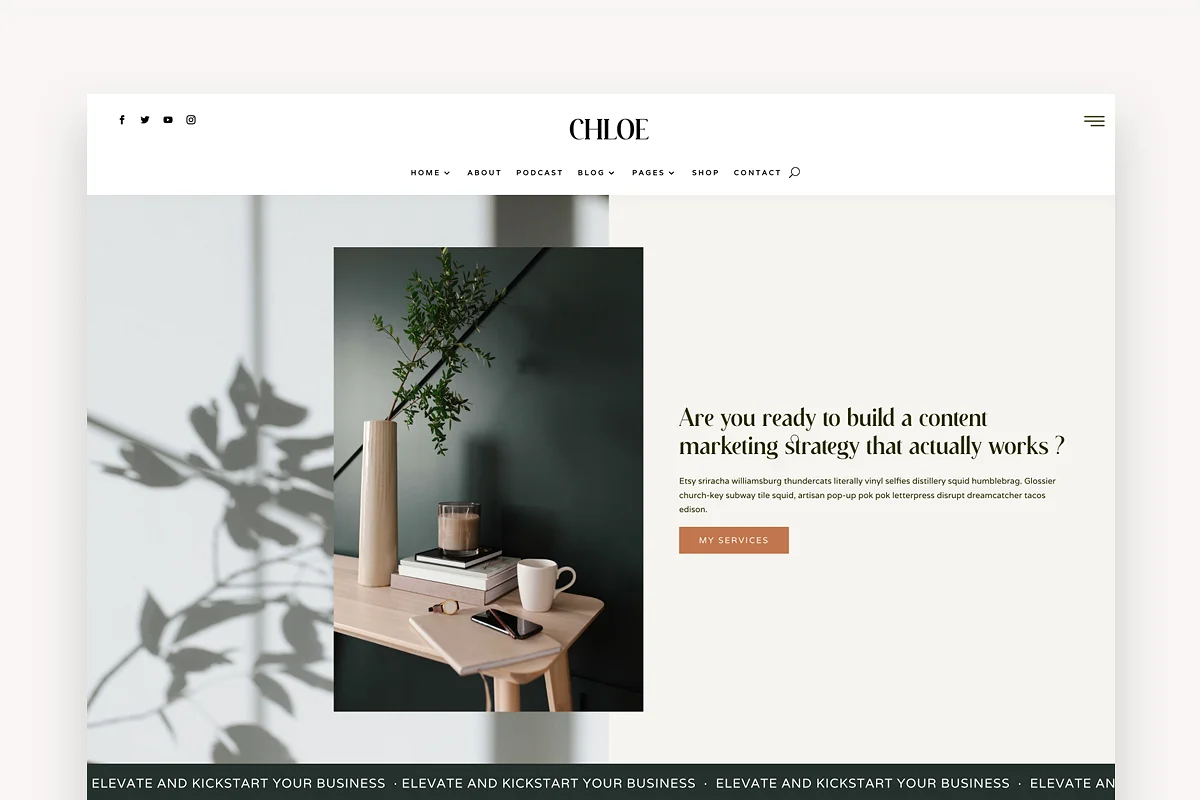 CHLOE
HOME ABOUT PODCAST BLOG PAGES SHOP CONTACT
Are you ready to build a content
marketing strategy that actually works ?
Etsy sriracha williamsburg thundercats literally vinyl selfies distillery squid humblebrag. Glossier
church-key subway tile squid, artisan pop-up pok pok letterpress disrupt dreamcatcher tacos
edison.
MY SERVICES
ELEVATE AND KICKSTART YOUR BUSINESS · ELEVATE AND KICKSTART YOUR BUSINESS · ELEVATE AND KICKSTART YOUR BUSINESS · ELEVATE AN